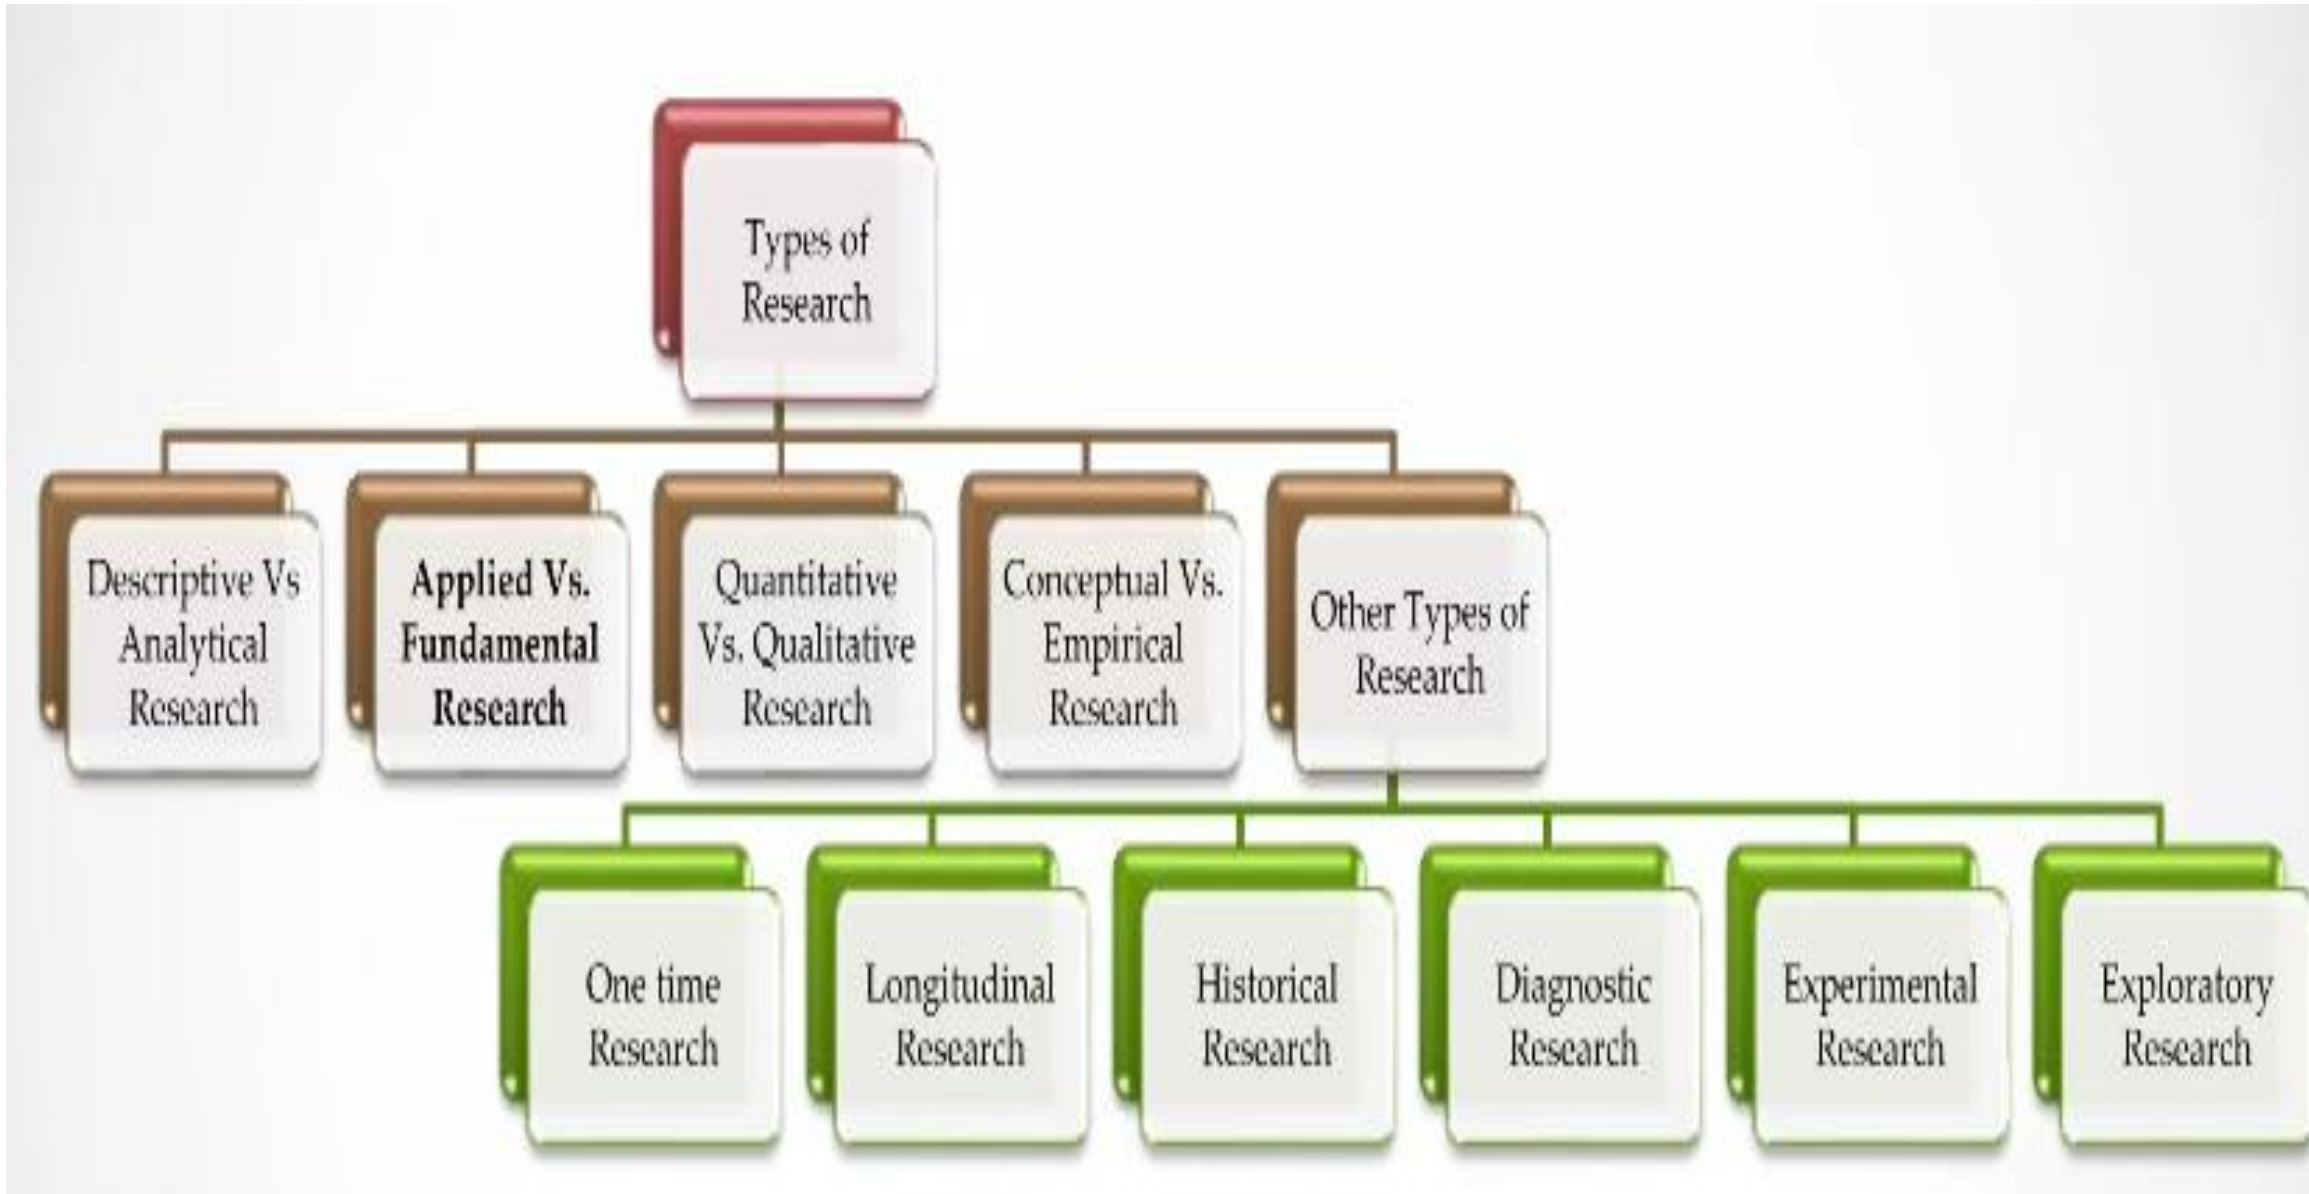 Types of
Research
Descriptive Vs
Analytical
Research
Applied Vs.
Fundamental
Research
Quantitative
Vs. Qualitative
Research
Conceptual Vs.
Empirical
Research
Other Types of
Research
One time
Research
Longitudinal
Research
Historical
Research
Diagnostic
Research
Experimental
Research
Exploratory
Research